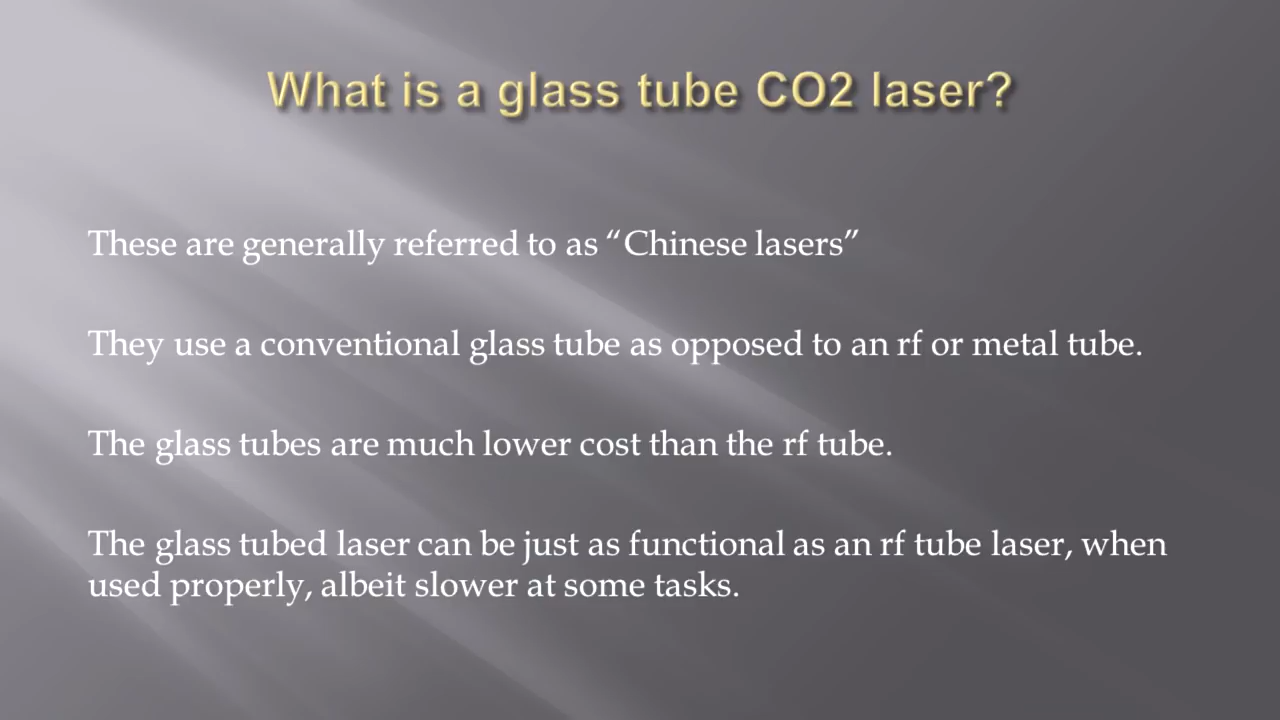 What is a glass tube CO2 laser?
These are generally referred to as “Chinese lasers”
They use a conventional glass tube as opposed to an rf or metal tube.
The glass tubes are much lower cost than the rf tube.
The glass tubed laser can be just as functional as an rf tube laser, when
used properly, albeit slower at some tasks.